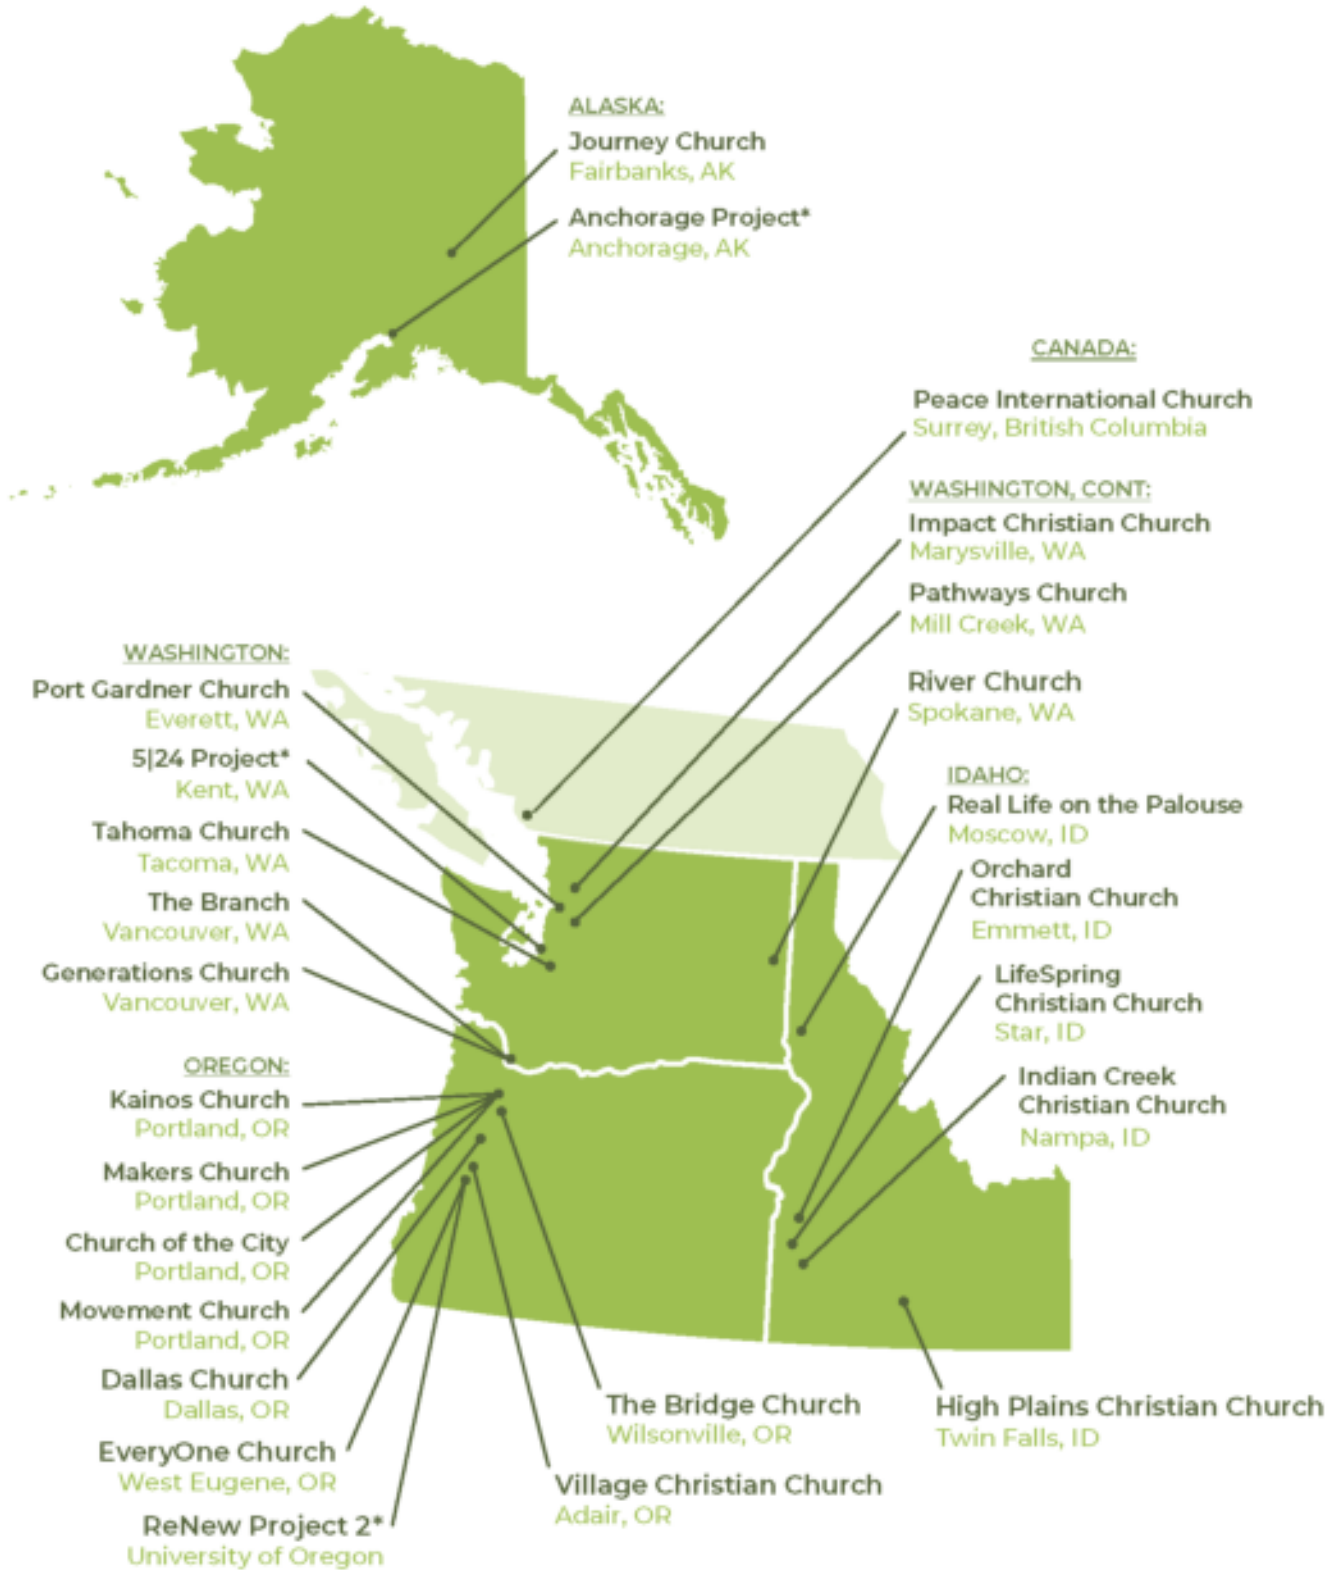 ALASKA:
Journey Church
Fairbanks, AK
Anchorage Project*
Anchorage, AK
CANADA:
Peace International Church
Surrey, British Columbia
WASHINGTON, CONT:
Impact Christian Church
Marysville, WA
Pathways Church
Mill Creek, WA
River Church
Spokane, WA
WASHINGTON:
Port Gardner Church
Everett, WA
5|24 Project*
Kent, WA
Tahoma Church
Tacoma, WA
The Branch
Vancouver, WA
Generations Church
Vancouver, WA
IDAHO:
Real Life on the Palouse
Moscow, ID
Orchard
Christian Church
Emmett, ID
LifeSpring
Christian Church
Star, ID
Indian Creek
Christian Church
Nampa, ID
High Plains Christian Church
Twin Falls, ID
OREGON:
Kainos Church
Portland, OR
Makers Church
Portland, OR
Church of the City
Portland, OR
Movement Church
Portland, OR
Dallas Church
Dallas, OR
EveryOne Church
West Eugene, OR
ReNew Project 2*
University of Oregon
The Bridge Church
Wilsonville, OR
Village Christian Church
Adair, OR